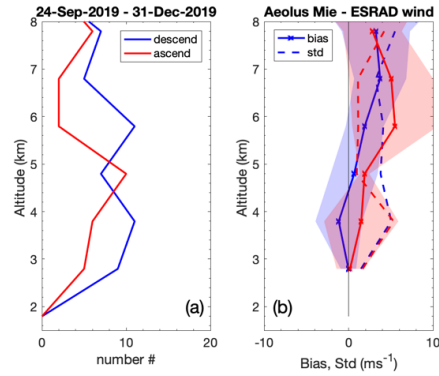 24-Sep-2019 - 31-Dec-2019
Aeolus Mie - ESRAD wind
8
7
6
5
4
3
2
Altitude (km)
descend
ascend
(a)
0
10
20
number #
8
7
6
5
4
3
2
Altitude (km)
bias
std
(b)
-10
-5
0
5
10
Bias, Std (ms⁻¹)